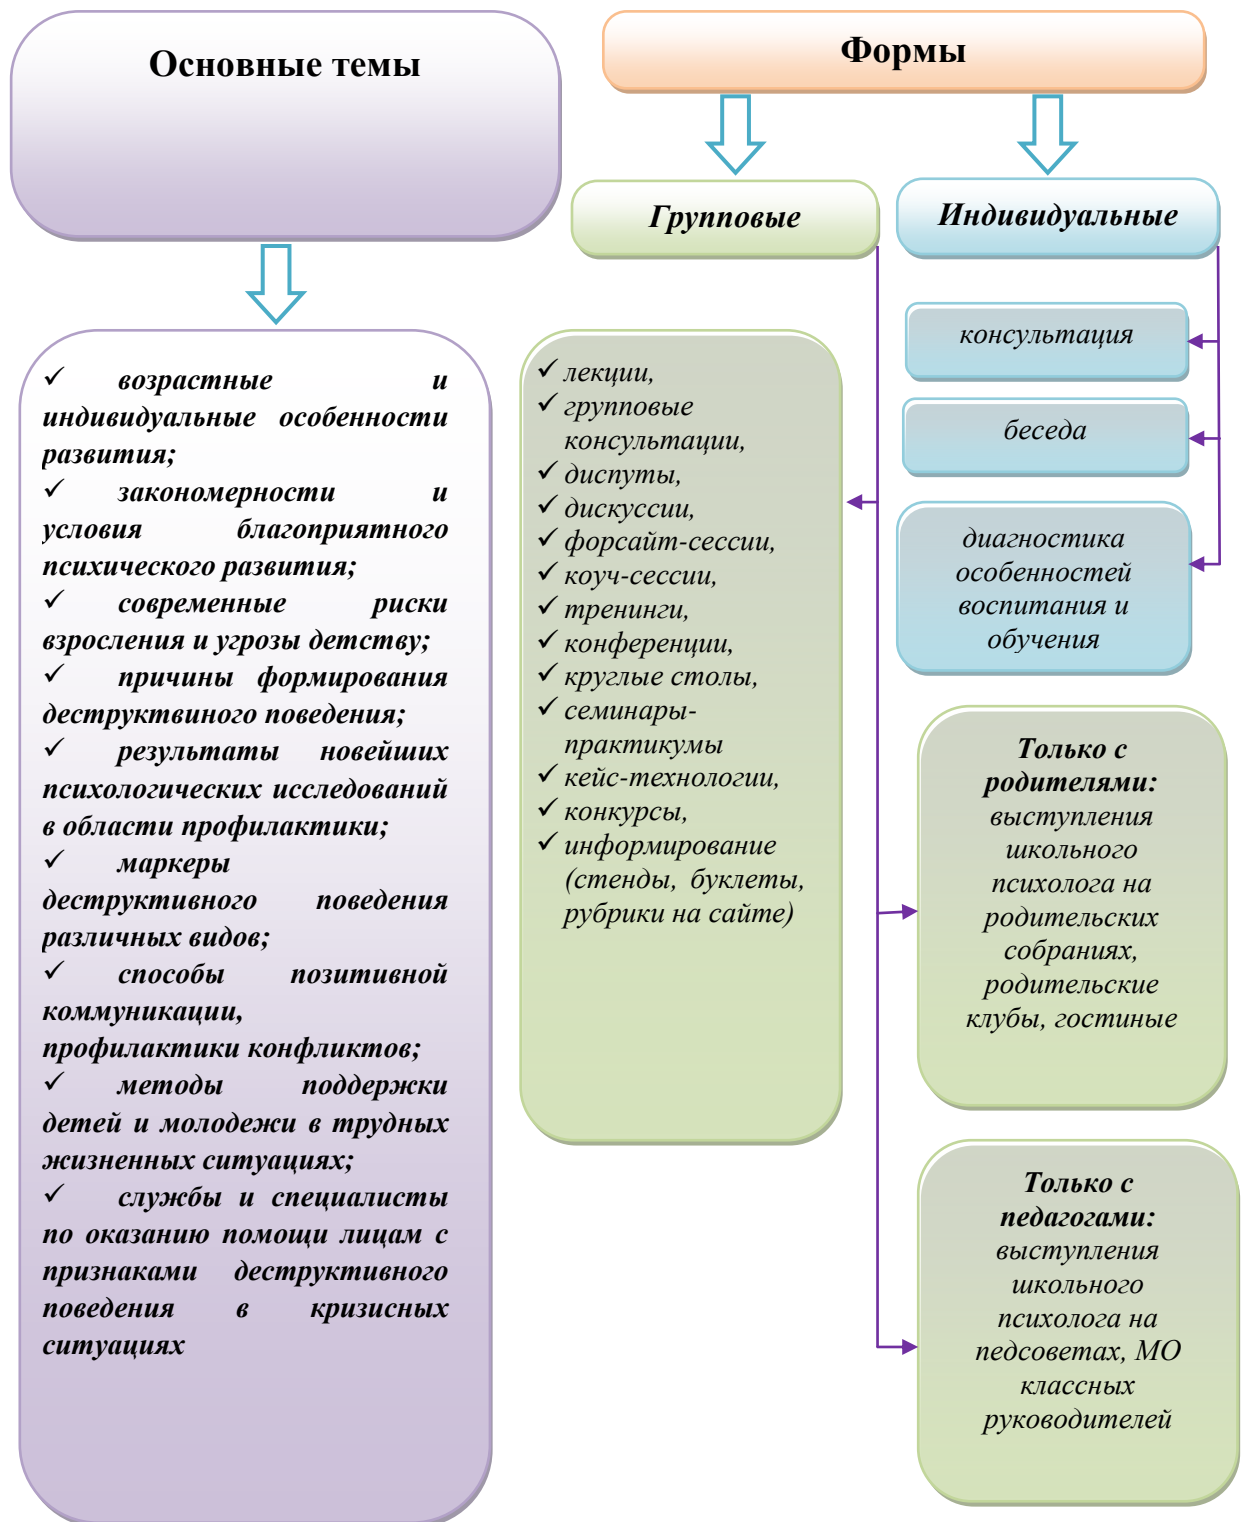 Основные темы
✓ возрастные и
индивидуальные особенности
развития;
✓ закономерности и
условия благоприятного
психического развития;
✓ современные риски
взросления и угрозы детству;
✓ причины формирования
деструктвиного поведения;
✓ результаты новейших
психологических исследований
в области профилактики;
✓ маркеры
деструктивного поведения
различных видов;
✓ способы позитивной
коммуникации,
профилактики конфликтов;
✓ методы поддержки
детей и молодежи в трудных
жизненных ситуациях;
✓ службы и специалисты
по оказанию помощи лицам с
признаками деструктивного
поведения в кризисных
ситуациях
Формы
Групповые
✓ лекции,
✓ групповые
консультации,
✓ диспуты,
✓ дискуссии,
✓ форсайт-сессии,
✓ коуч-сессии,
✓ тренинги,
✓ конференции,
✓ круглые столы,
✓ семинары-
практикумы
✓ кейс-технологии,
✓ конкурсы,
✓ информирование
(стенды, буклеты,
рубрики на сайте)
Индивидуальные
консультация
беседа
диагностика
особенностей
воспитания и
обучения
Только с
родителями:
выступления
школьного
психолога на
родительских
собраниях,
родительские
клубы, гостиные
Только с
педагогами:
выступления
школьного
психолога на
педсоветах, МО
классных
руководителей